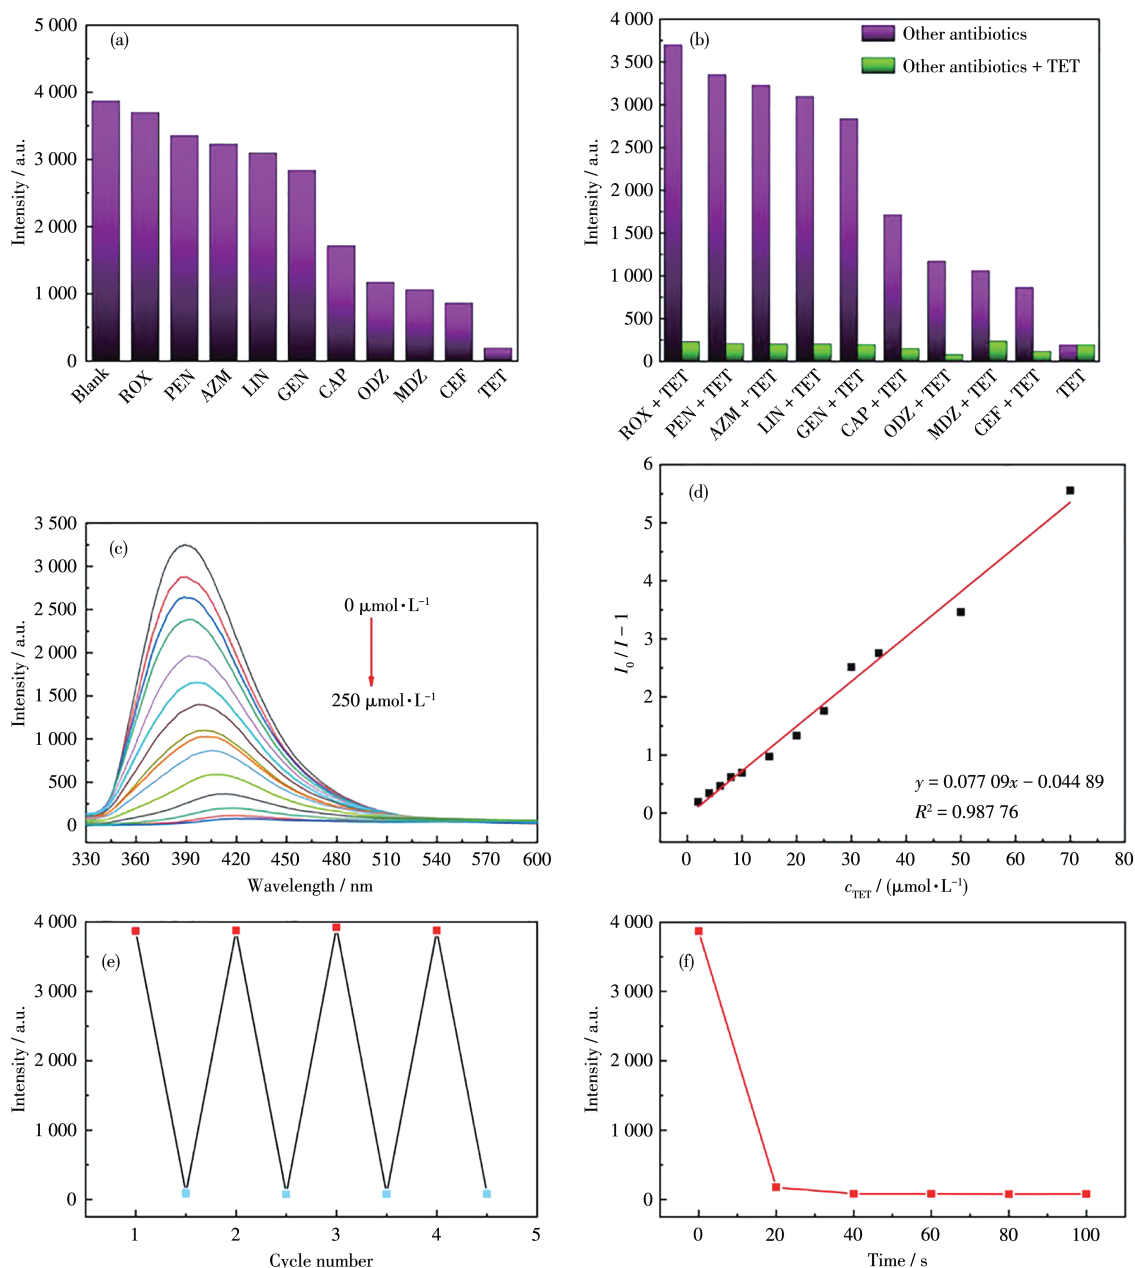 (a)
Intensity / a.u.
5 000
4 000
3 000
2 000
1 000
0
Blank ROX PEN AZM LIN GEN CAP ODZ MDZ CEF TET
(b)
Other antibiotics
Other antibiotics + TET
Intensity / a.u.
4 000
3 500
3 000
2 500
2 000
1 500
1 000
500
0
ROX + TET PEN + TET AZM + TET LIN + TET GEN + TET CAP + TET ODZ + TET MDZ + TET CEF + TET TET
(c)
0 μmol·L⁻¹
250 μmol·L⁻¹
Intensity / a.u.
3 500
3 000
2 500
2 000
1 500
1 000
500
0
330 360 390 420 450 480 510 540 570 600
Wavelength / nm
(d)
I₀ / I − 1
6
5
4
3
2
1
0
y = 0.077 09x − 0.044 89
R² = 0.987 76
0 10 20 30 40 50 60 70 80
c_TET / (μmol·L⁻¹)
(e)
Intensity / a.u.
4 000
3 000
2 000
1 000
0
1 2 3 4 5
Cycle number
(f)
Intensity / a.u.
4 000
3 000
2 000
1 000
0
0 20 40 60 80 100
Time / s